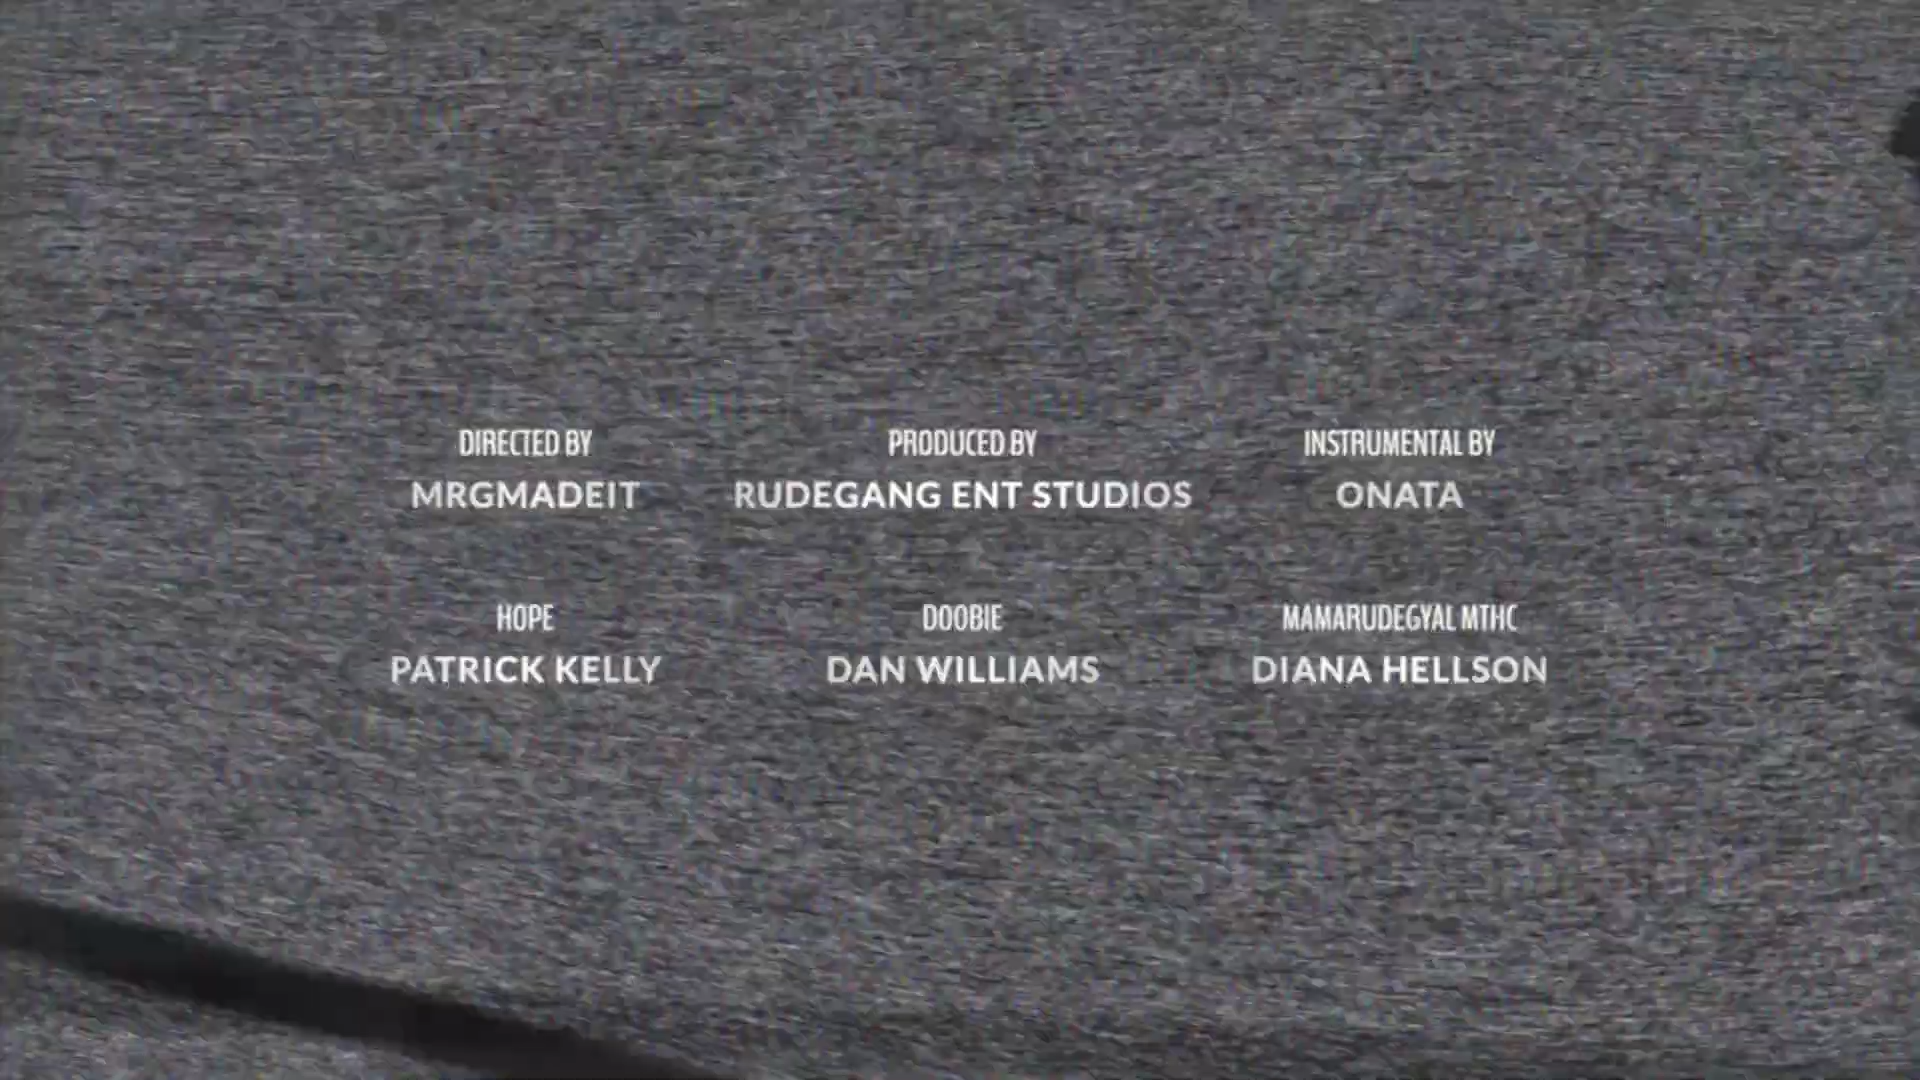 DIRECTED BY
MRGMADEIT
PRODUCED BY
RUDEGANG ENT STUDIOS
INSTRUMENTAL BY
ONATA
HOPE
PATRICK KELLY
DOOBIE
DAN WILLIAMS
MAMARUDEGYAL MTHC
DIANA HELLSON